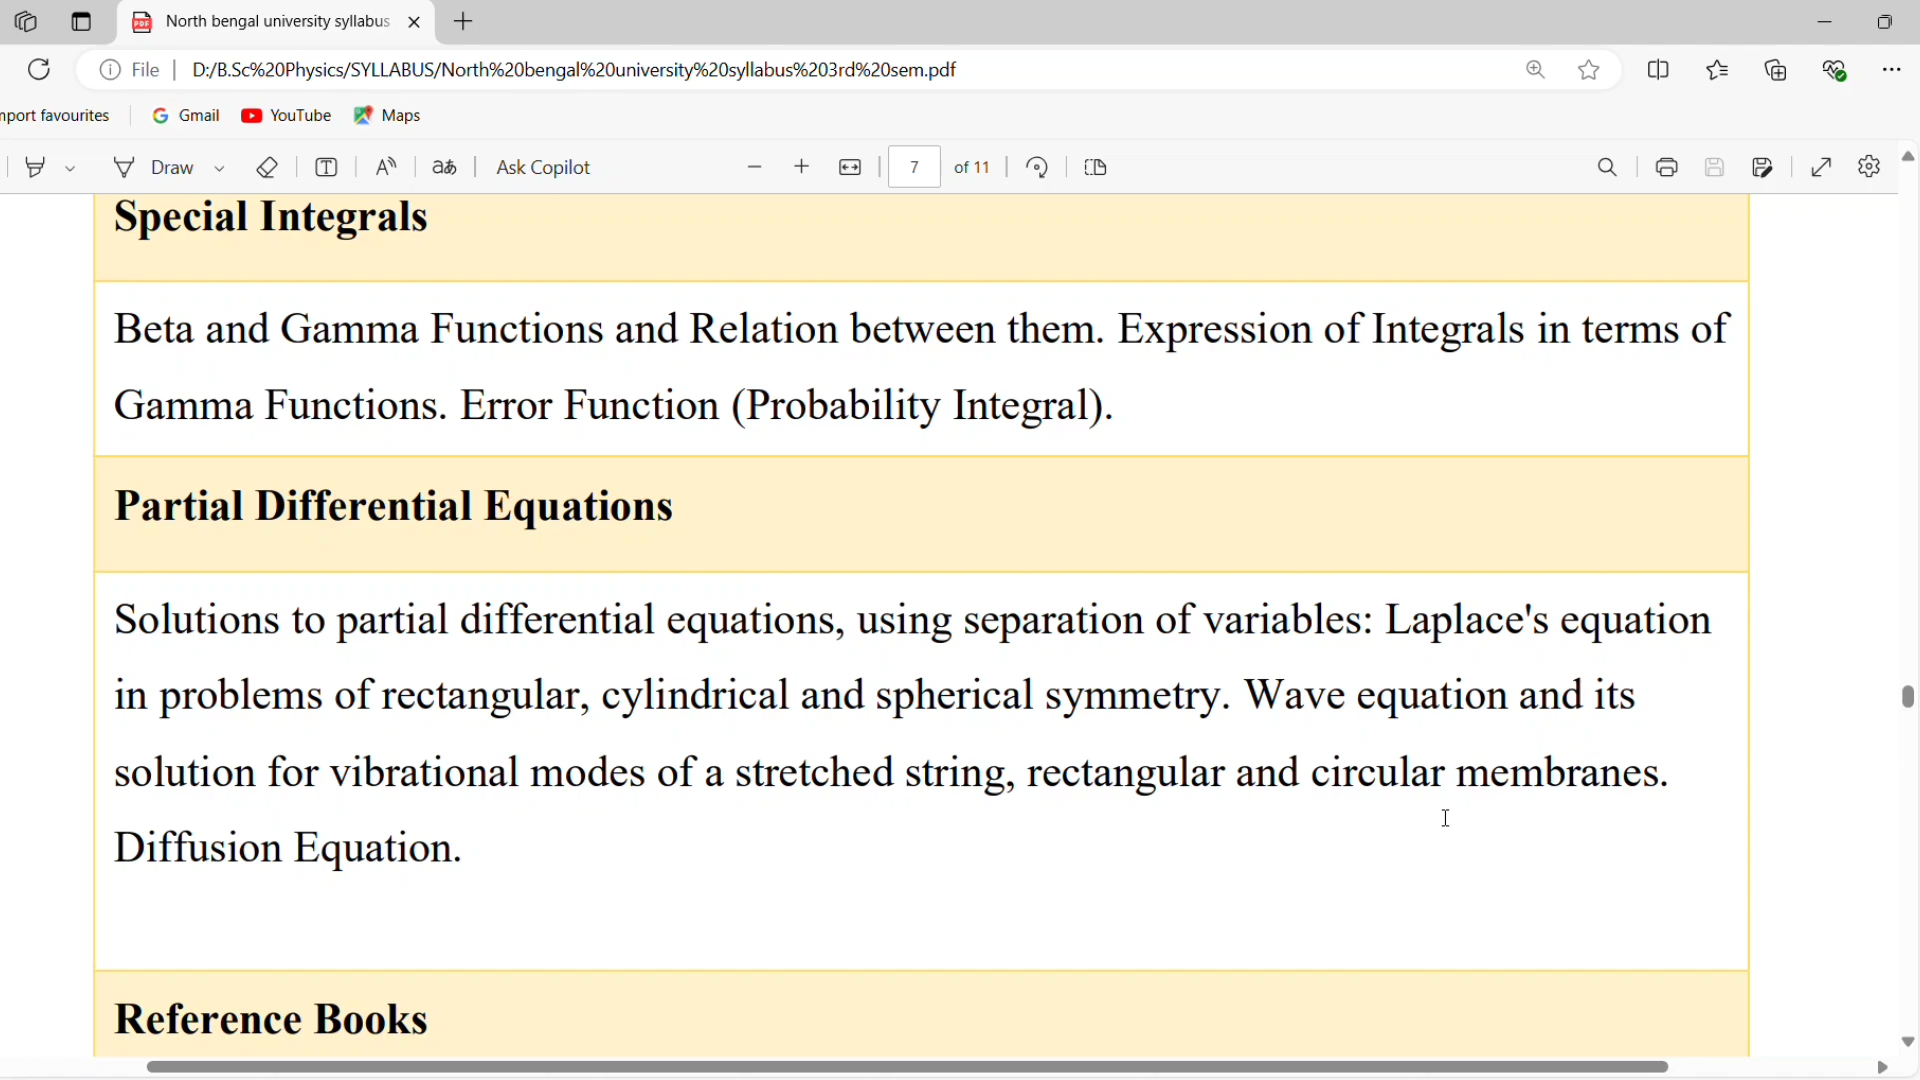 North bengal university syllabus
File D:/B.Sc%20Physics/SYLLABUS/North%20bengal%20university%20syllabus%203rd%20sem.pdf
mport favourites Gmail YouTube Maps
Draw aあ Ask Copilot 7 of 11
Special Integrals
Beta and Gamma Functions and Relation between them. Expression of Integrals in terms of
Gamma Functions. Error Function (Probability Integral).
Partial Differential Equations
Solutions to partial differential equations, using separation of variables: Laplace's equation
in problems of rectangular, cylindrical and spherical symmetry. Wave equation and its
solution for vibrational modes of a stretched string, rectangular and circular membranes.
Diffusion Equation.
Reference Books